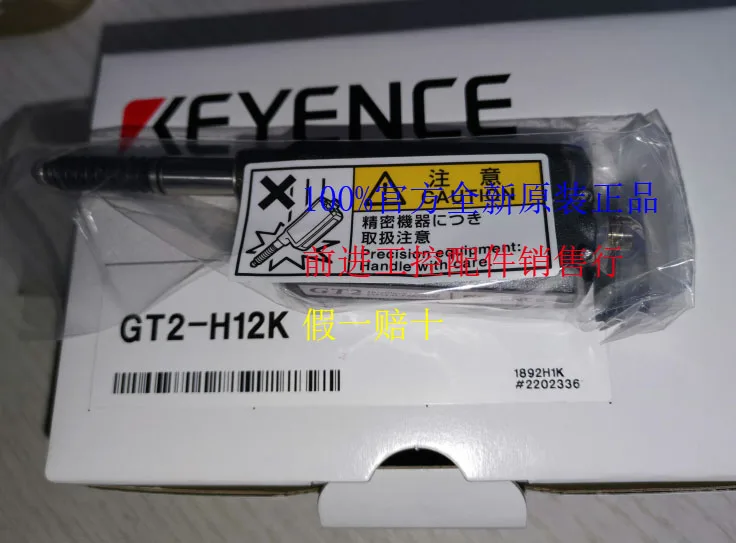 KEYENCE
注 意
CAUTION
100%官方全新原装正品
精密機器につき
取扱注意
Precision equipment:
Handle with care.
前进工控配件销售行
GT2
GT2-H12K
假一赔十
1892H1K
#2202336